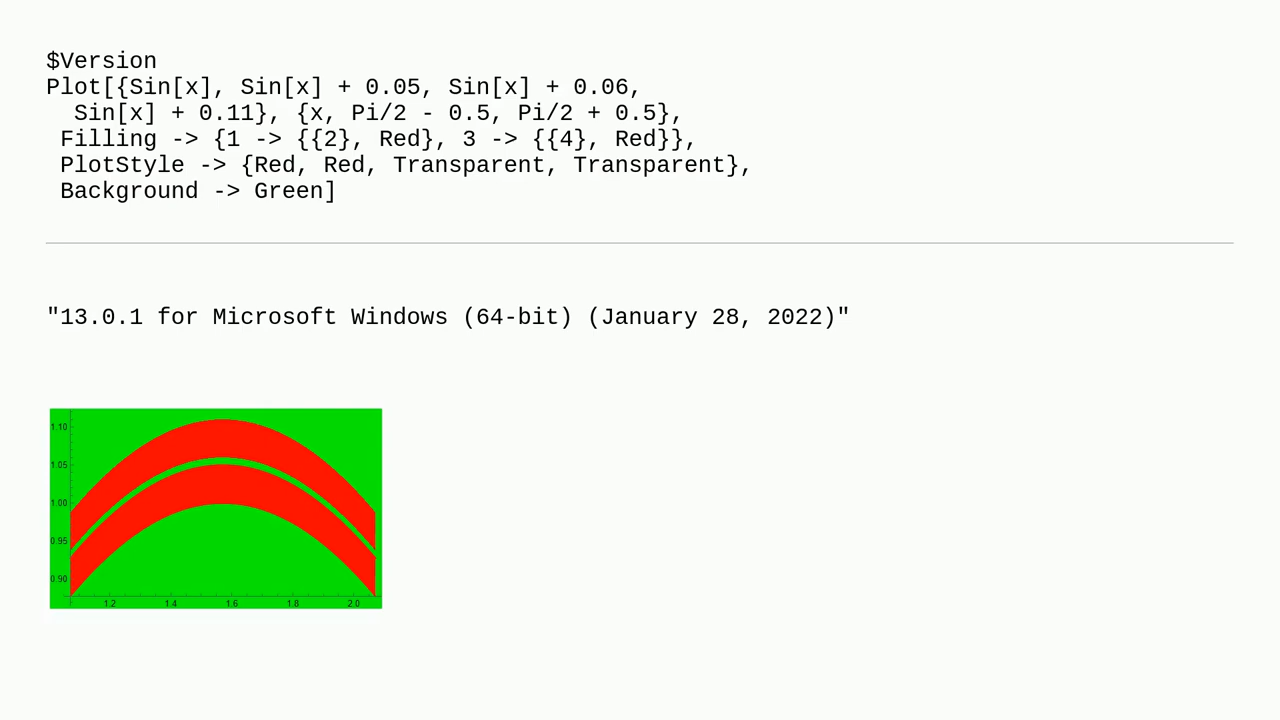 $Version
Plot[{Sin[x], Sin[x] + 0.05, Sin[x] + 0.06,
  Sin[x] + 0.11}, {x, Pi/2 - 0.5, Pi/2 + 0.5},
 Filling -> {1 -> {{2}, Red}, 3 -> {{4}, Red}},
 PlotStyle -> {Red, Red, Transparent, Transparent},
 Background -> Green]
"13.0.1 for Microsoft Windows (64-bit) (January 28, 2022)"
1.10
1.05
1.00
0.95
0.90
1.2 1.4 1.6 1.8 2.0